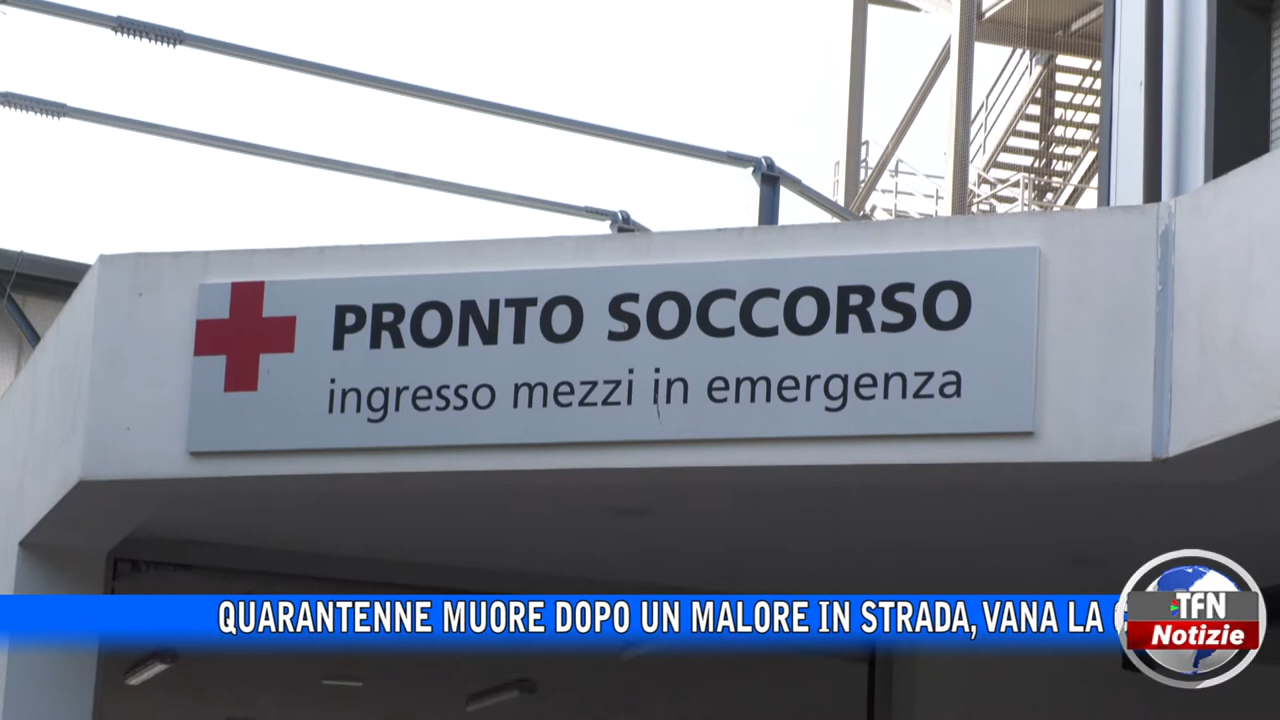 PRONTO SOCCORSO
ingresso mezzi in emergenza
QUARANTENNE MUORE DOPO UN MALORE IN STRADA, VANA LA
TFN
Notizie